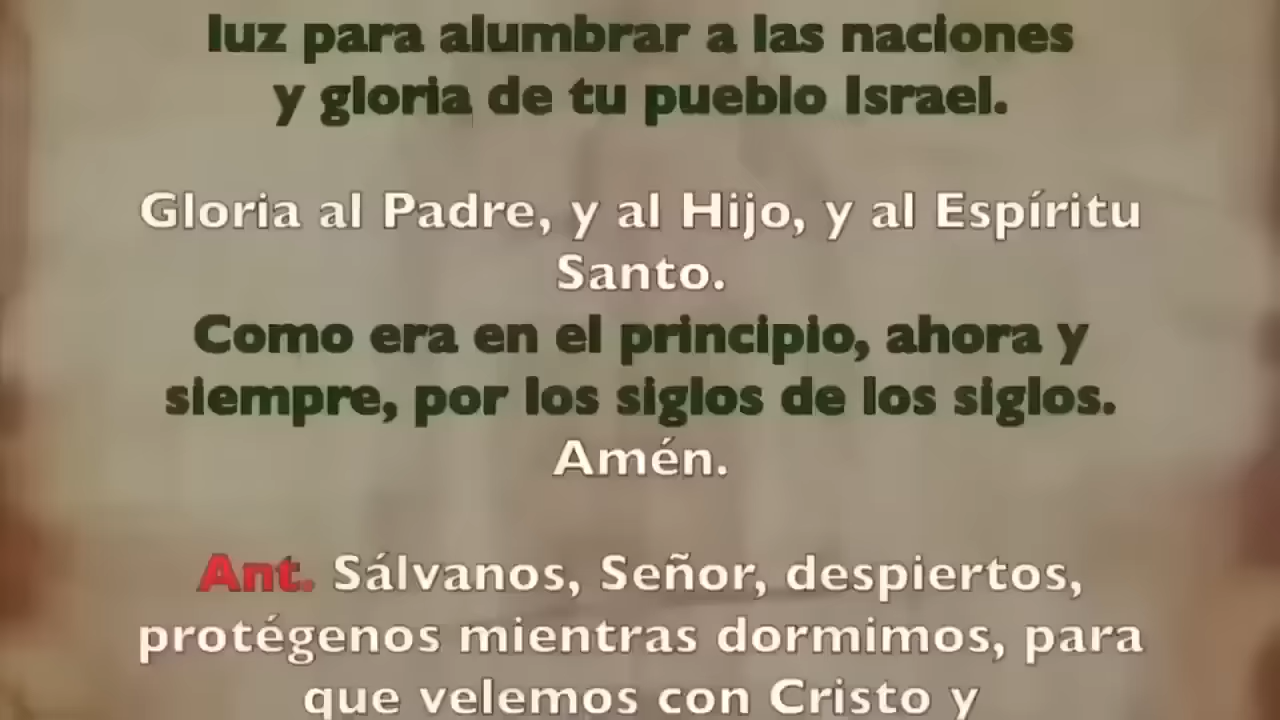 luz para alumbrar a las naciones
y gloria de tu pueblo Israel.
Gloria al Padre, y al Hijo, y al Espíritu
Santo.
Como era en el principio, ahora y
siempre, por los siglos de los siglos.
Amén.
Ant. Sálvanos, Señor, despiertos,
protégenos mientras dormimos, para
que velemos con Cristo y